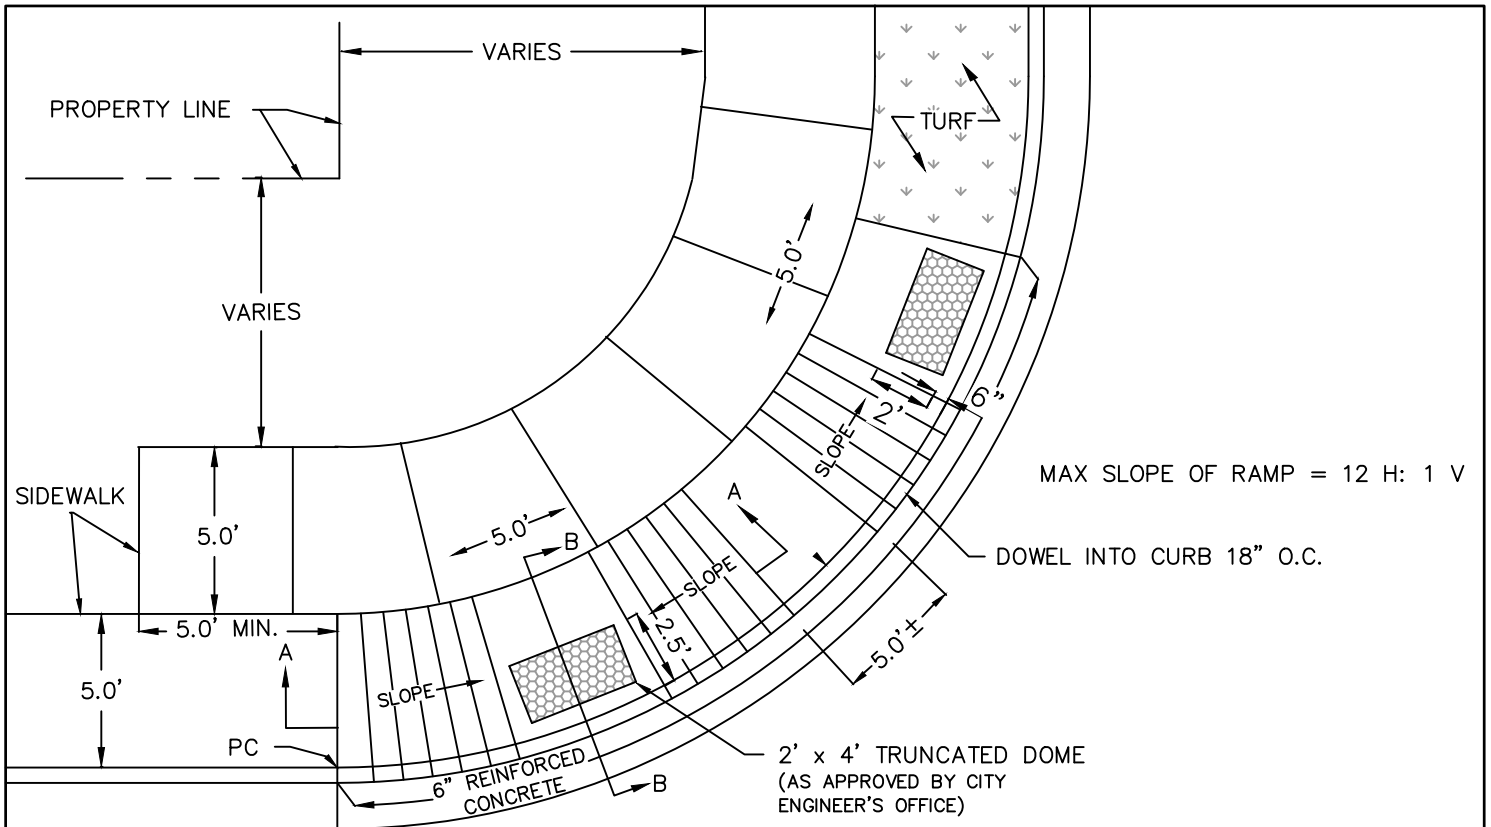 VARIES
PROPERTY LINE
TURF
5.0'
VARIES
6"
2'
SLOPE
MAX SLOPE OF RAMP = 12 H: 1 V
SIDEWALK
A
5.0'
5.0'
B
DOWEL INTO CURB 18" O.C.
SLOPE
5.0' MIN.
2.5'
5.0'±
A
5.0'
SLOPE
PC
2' x 4' TRUNCATED DOME
(AS APPROVED BY CITY
ENGINEER'S OFFICE)
B
6" REINFORCED
CONCRETE